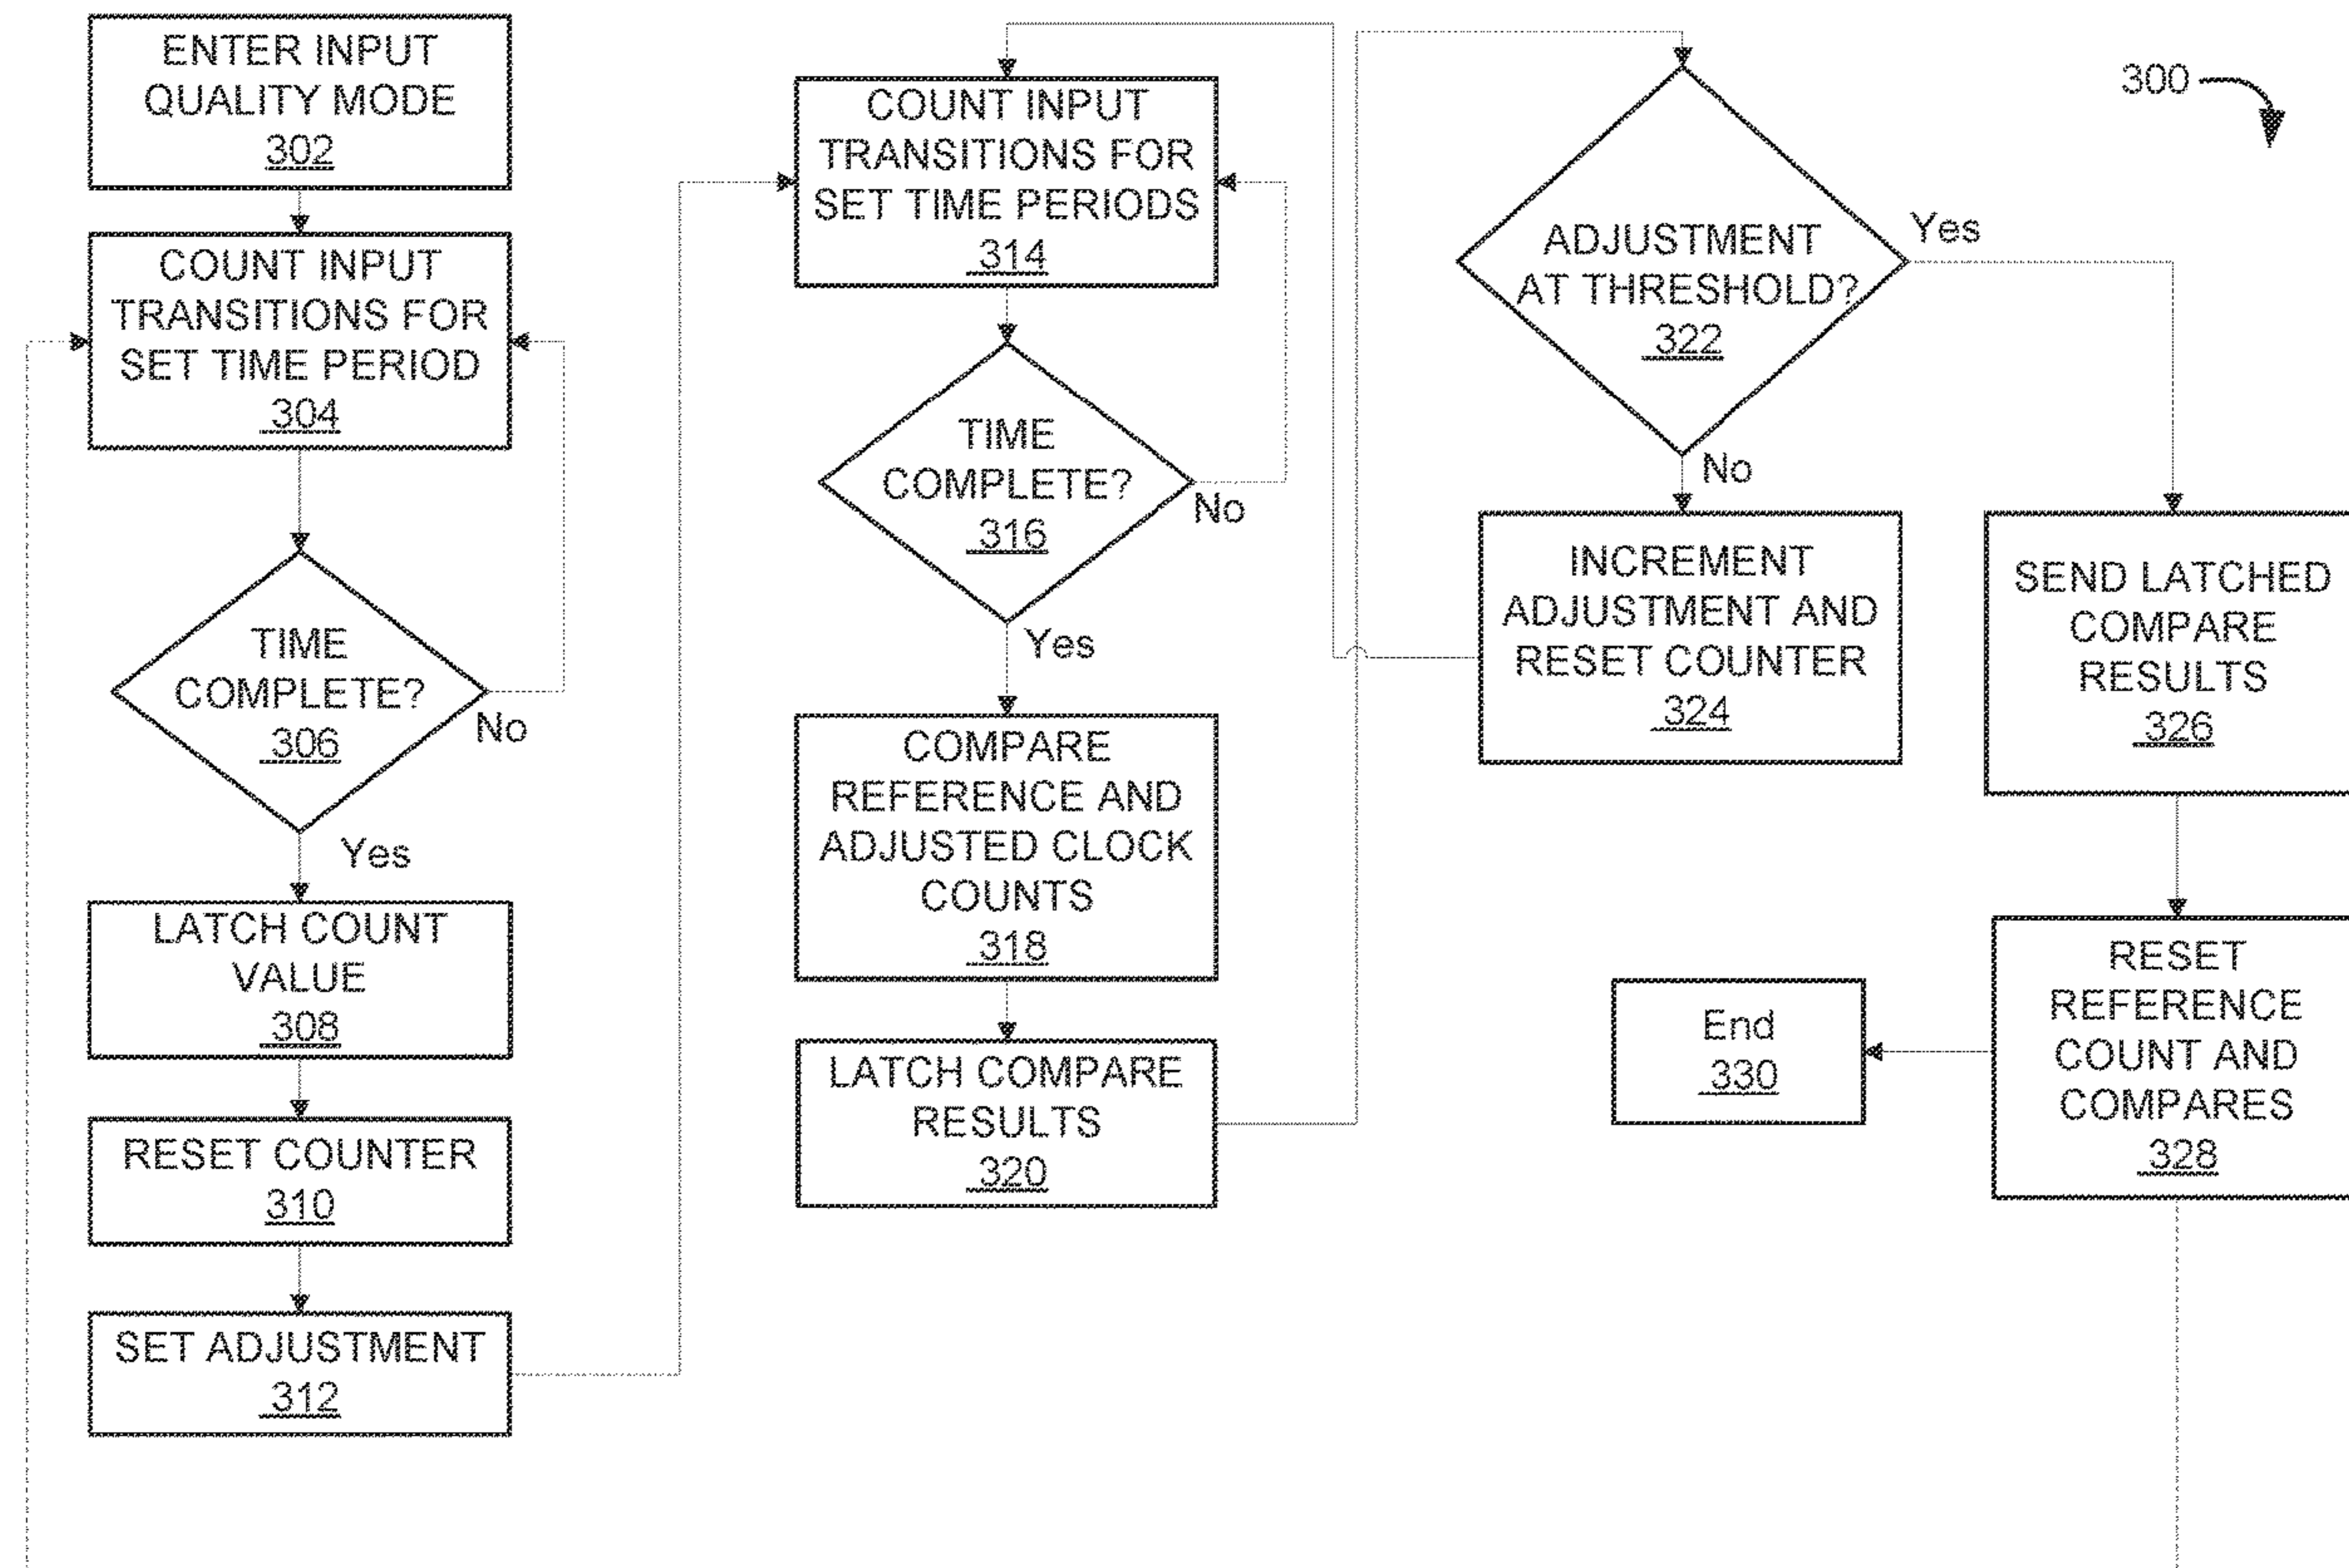 ENTER INPUT
QUALITY MODE
302
COUNT INPUT
TRANSITIONS FOR
SET TIME PERIOD
304
TIME
COMPLETE?
306
No
Yes
LATCH COUNT
VALUE
308
RESET COUNTER
310
SET ADJUSTMENT
312
COUNT INPUT
TRANSITIONS FOR
SET TIME PERIODS
314
TIME
COMPLETE?
316
No
Yes
COMPARE
REFERENCE AND
ADJUSTED CLOCK
COUNTS
318
LATCH COMPARE
RESULTS
320
ADJUSTMENT
AT THRESHOLD?
322
Yes
No
INCREMENT
ADJUSTMENT AND
RESET COUNTER
324
300
SEND LATCHED
COMPARE
RESULTS
326
RESET
REFERENCE
COUNT AND
COMPARES
328
End
330